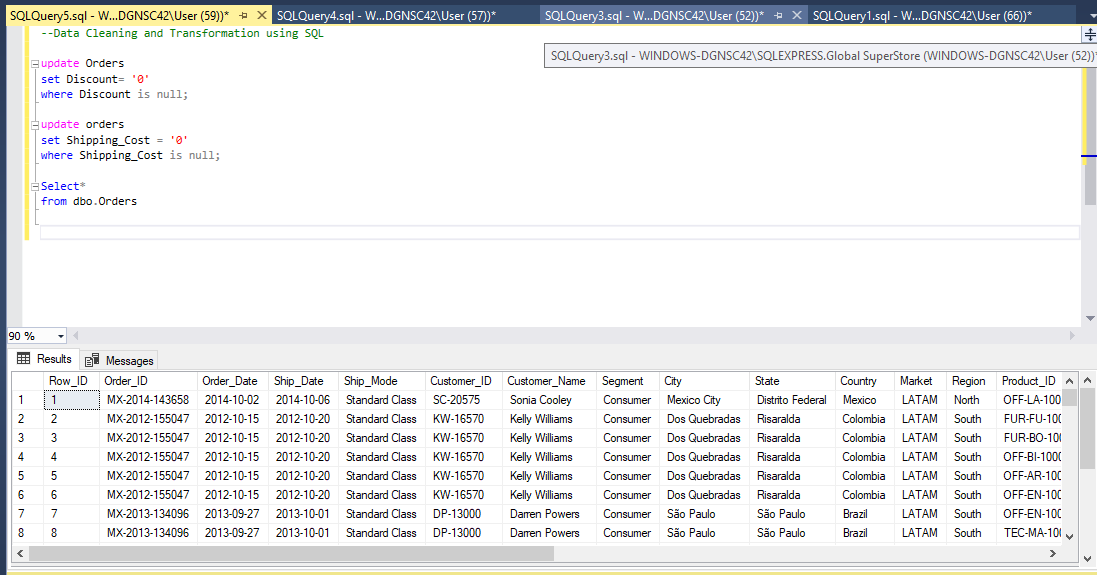 SQLQuery5.sql - W...DGNSC42\User (59))* SQLQuery4.sql - W...DGNSC42\User (57))* SQLQuery3.sql - W...DGNSC42\User (52))* SQLQuery1.sql - W...DGNSC42\User (66))*
--Data Cleaning and Transformation using SQL
SQLQuery3.sql - WINDOWS-DGNSC42\SQLEXPRESS.Global SuperStore (WINDOWS-DGNSC42\User (52))*
update Orders
set Discount= '0'
where Discount is null;
update orders
set Shipping_Cost = '0'
where Shipping_Cost is null;
Select*
from dbo.Orders
90 %
Results Messages
Row_ID Order_ID Order_Date Ship_Date Ship_Mode Customer_ID Customer_Name Segment City State Country Market Region Product_ID
1 1 MX-2014-143658 2014-10-02 2014-10-06 Standard Class SC-20575 Sonia Cooley Consumer Mexico City Distrito Federal Mexico LATAM North OFF-LA-100
2 2 MX-2012-155047 2012-10-15 2012-10-20 Standard Class KW-16570 Kelly Williams Consumer Dos Quebradas Risaralda Colombia LATAM South FUR-FU-100
3 3 MX-2012-155047 2012-10-15 2012-10-20 Standard Class KW-16570 Kelly Williams Consumer Dos Quebradas Risaralda Colombia LATAM South FUR-BO-100
4 4 MX-2012-155047 2012-10-15 2012-10-20 Standard Class KW-16570 Kelly Williams Consumer Dos Quebradas Risaralda Colombia LATAM South OFF-BI-1000
5 5 MX-2012-155047 2012-10-15 2012-10-20 Standard Class KW-16570 Kelly Williams Consumer Dos Quebradas Risaralda Colombia LATAM South OFF-AR-100
6 6 MX-2012-155047 2012-10-15 2012-10-20 Standard Class KW-16570 Kelly Williams Consumer Dos Quebradas Risaralda Colombia LATAM South OFF-EN-100
7 7 MX-2013-134096 2013-09-27 2013-10-01 Standard Class DP-13000 Darren Powers Consumer São Paulo São Paulo Brazil LATAM South OFF-EN-100
8 8 MX-2013-134096 2013-09-27 2013-10-01 Standard Class DP-13000 Darren Powers Consumer São Paulo São Paulo Brazil LATAM South TEC-MA-100